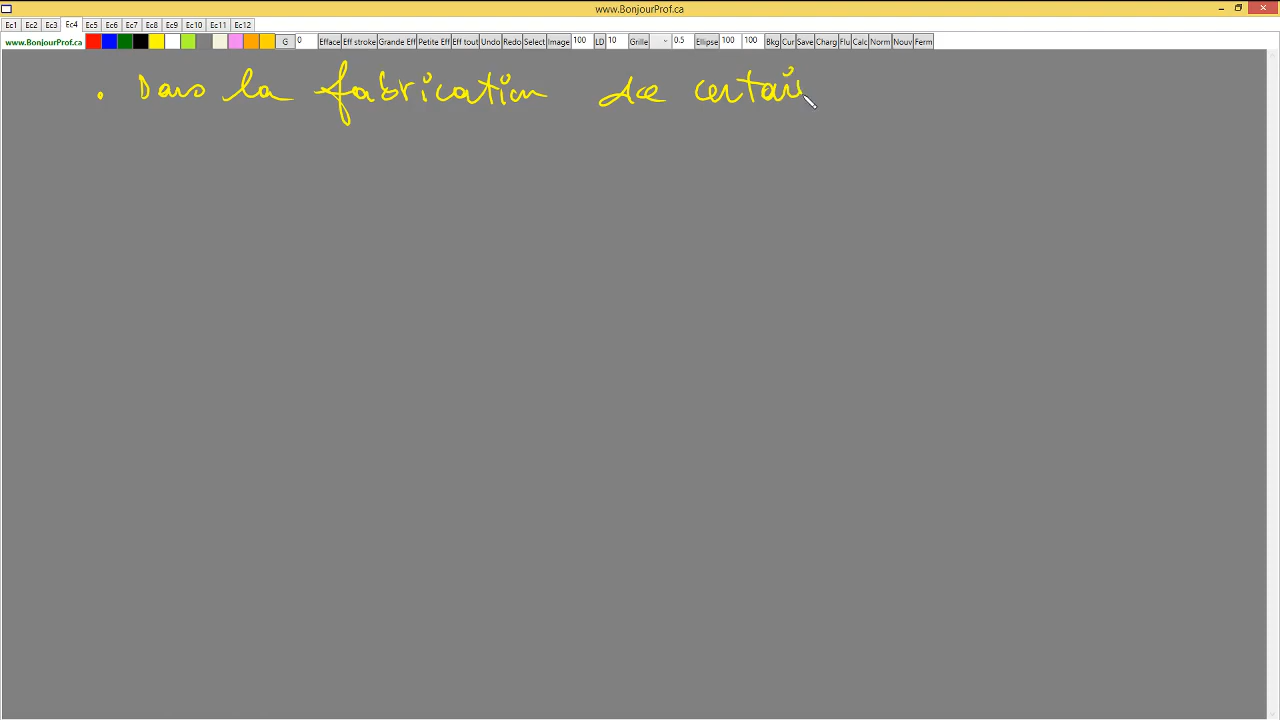 www.BonjourProf.ca
Ec1 Ec2 Ec3 Ec4 Ec5 Ec6 Ec7 Ec8 Ec9 Ec10 Ec11 Ec12
www.BonjourProf.ca G 0 Efface Eff stroke Grande Eff Petite Eff Eff tout Undo Redo Select Image 100 LD 10 Grille 0.5 Ellipse 100 100 Bkg Cur Save Charg Flu Calc Norm Nouv Ferm
. Dans la fabrication de certai